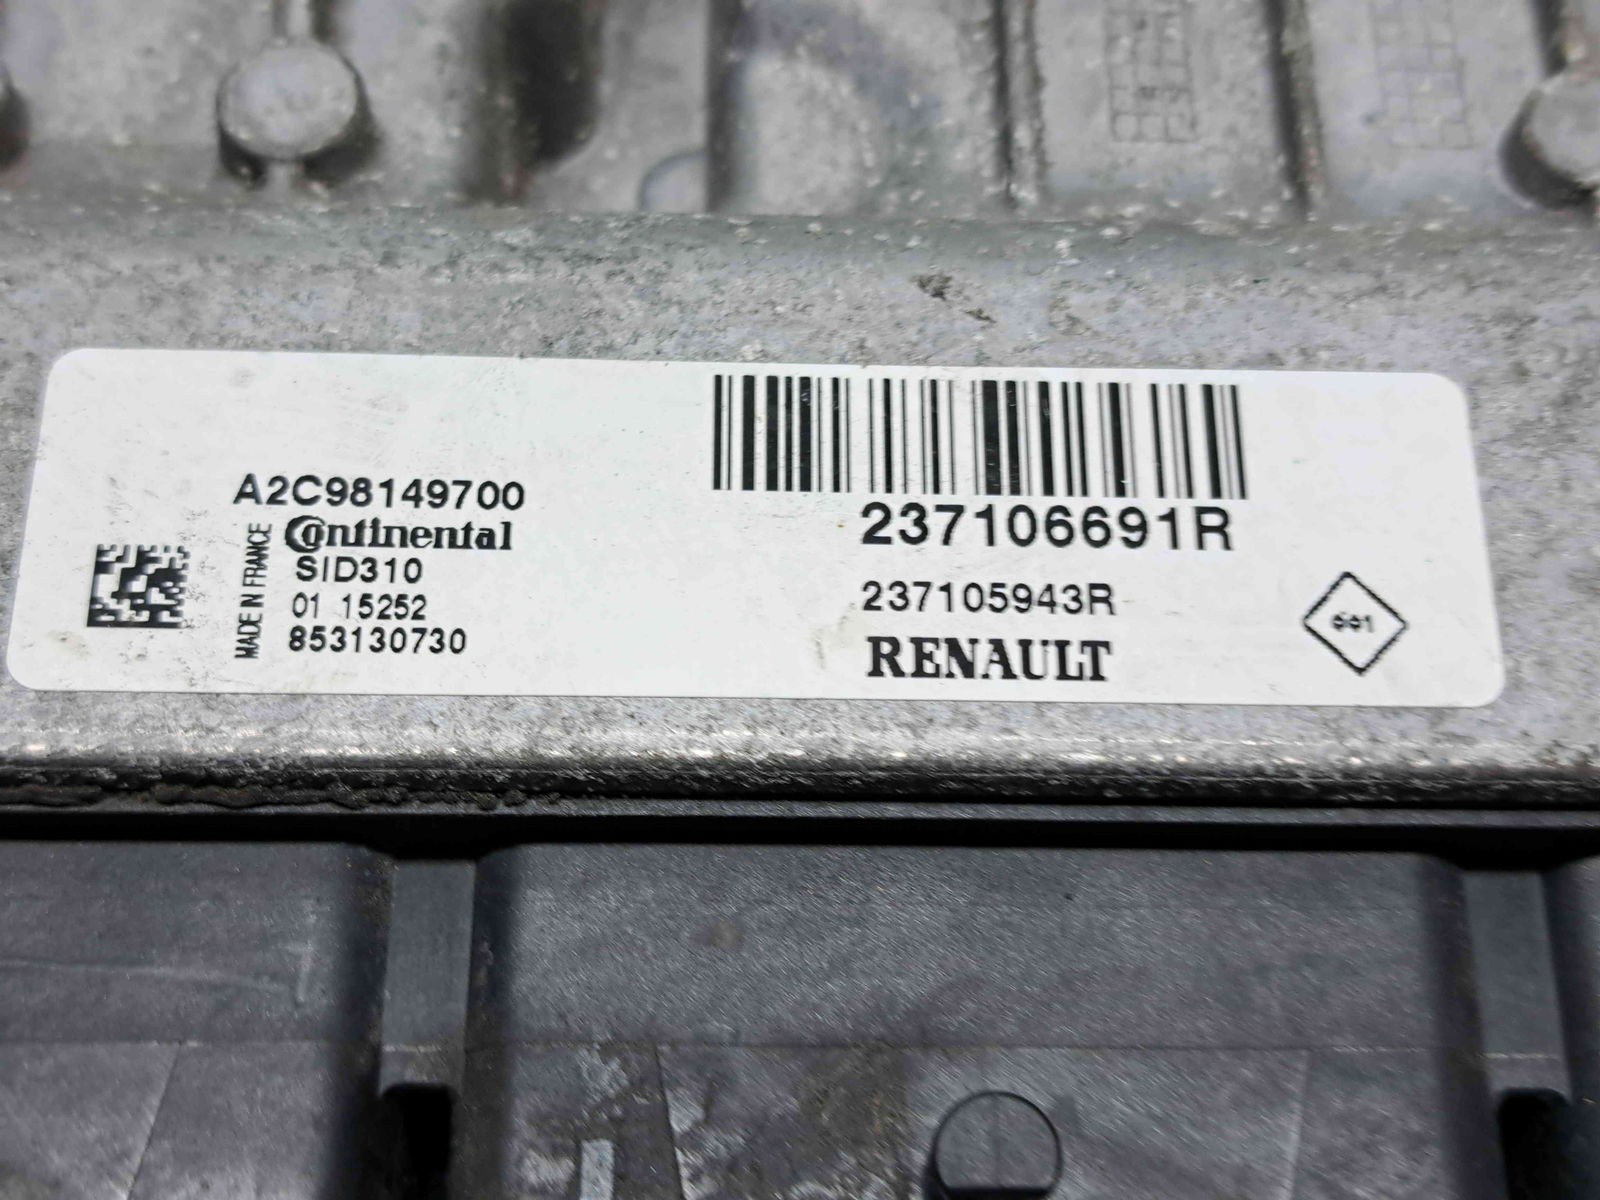 A2C98149700
MADE IN FRANCE
Continental
SID310
01 15252
853130730
237106691R
237105943R
RENAULT